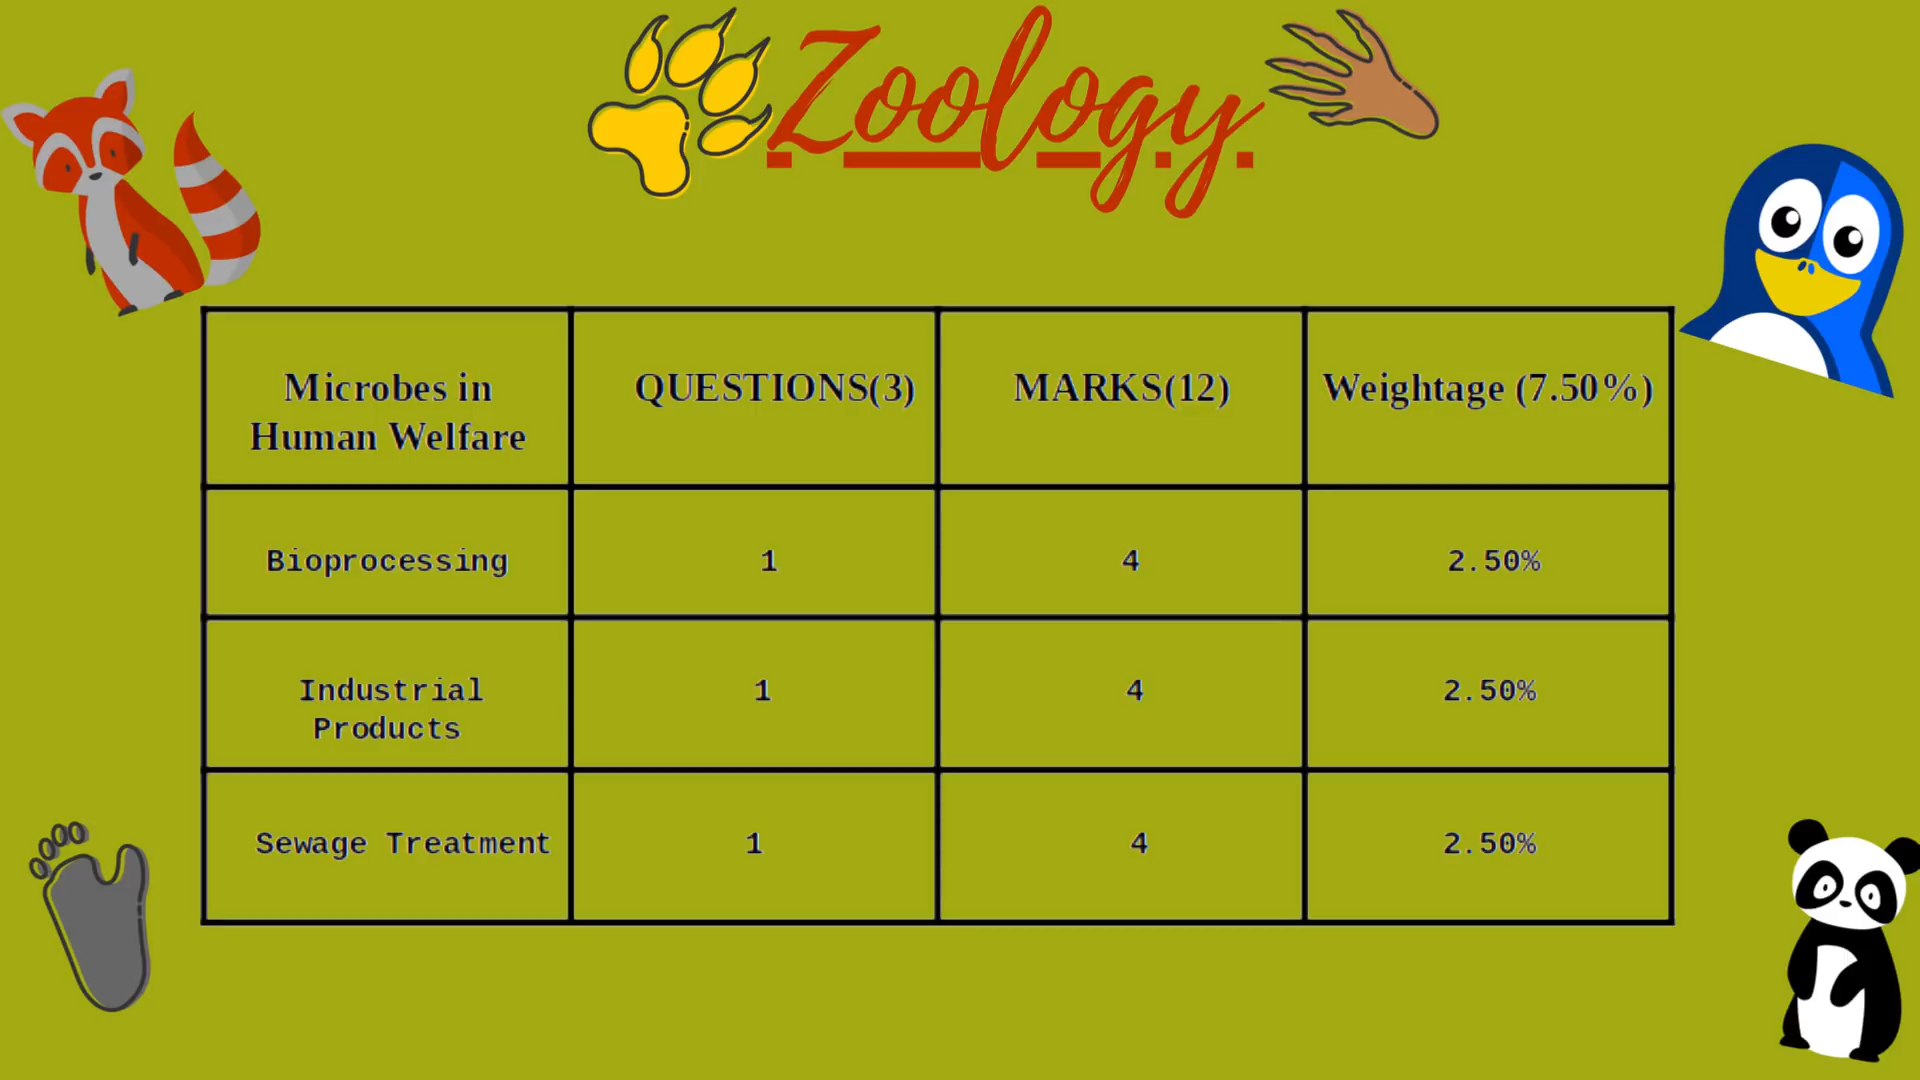 Zoology
Microbes in
Human Welfare
QUESTIONS(3)
MARKS(12)
Weightage (7.50%)
Bioprocessing
1
4
2.50%
Industrial
Products
1
4
2.50%
Sewage Treatment
1
4
2.50%